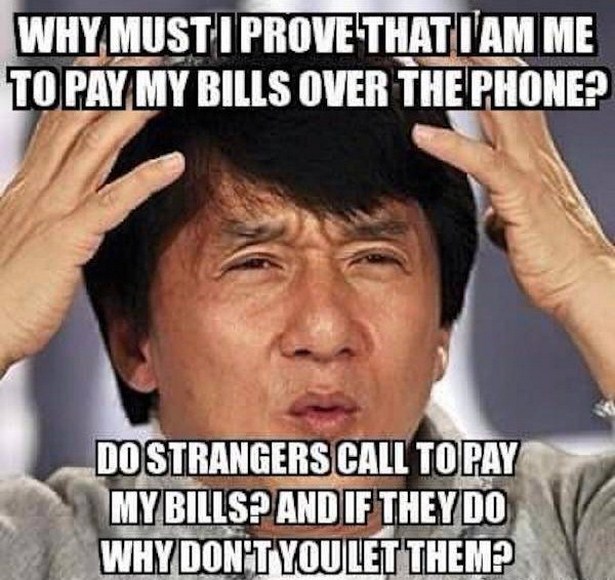 WHY MUST I PROVE THAT I AM ME
TO PAY MY BILLS OVER THE PHONE?
DO STRANGERS CALL TO PAY
MY BILLS? AND IF THEY DO
WHY DON'T YOU LET THEM?